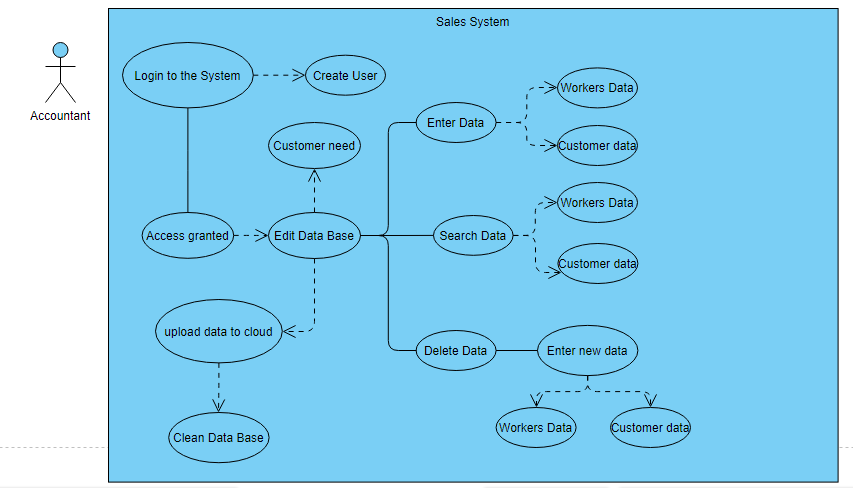 Sales System
Accountant
Login to the System
Create User
Customer need
Enter Data
Workers Data
Customer data
Access granted
Edit Data Base
Search Data
Workers Data
Customer data
upload data to cloud
Delete Data
Enter new data
Clean Data Base
Workers Data
Customer data